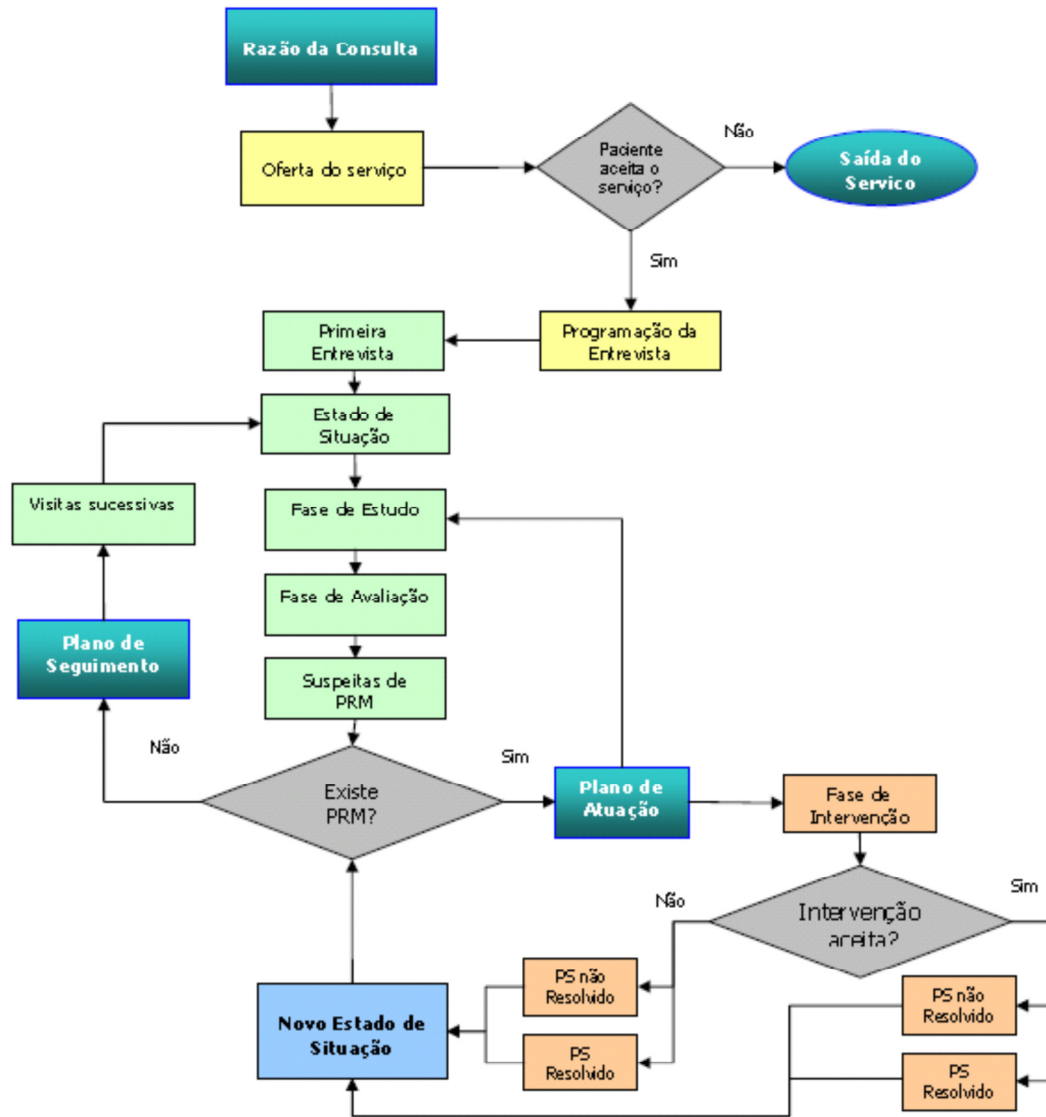 Razão da Consulta
Oferta do serviço
Paciente
aceita o
serviço?
Não
Saída do
Servico
Sim
Primeira
Entrevista
Programação da
Entrevista
Estado de
Situação
Visitas sucessivas
Fase de Estudo
Fase de Avaliação
Plano de
Seguimento
Suspeitas de
PRM
Não
Sim
Existe
PRM?
Plano de
Atuação
Fase de
Intervenção
Não
Sim
Intervenção
aceita?
PS não
Resolvido
PS não
Resolvido
Novo Estado de
Situação
PS
Resolvido
PS
Resolvido